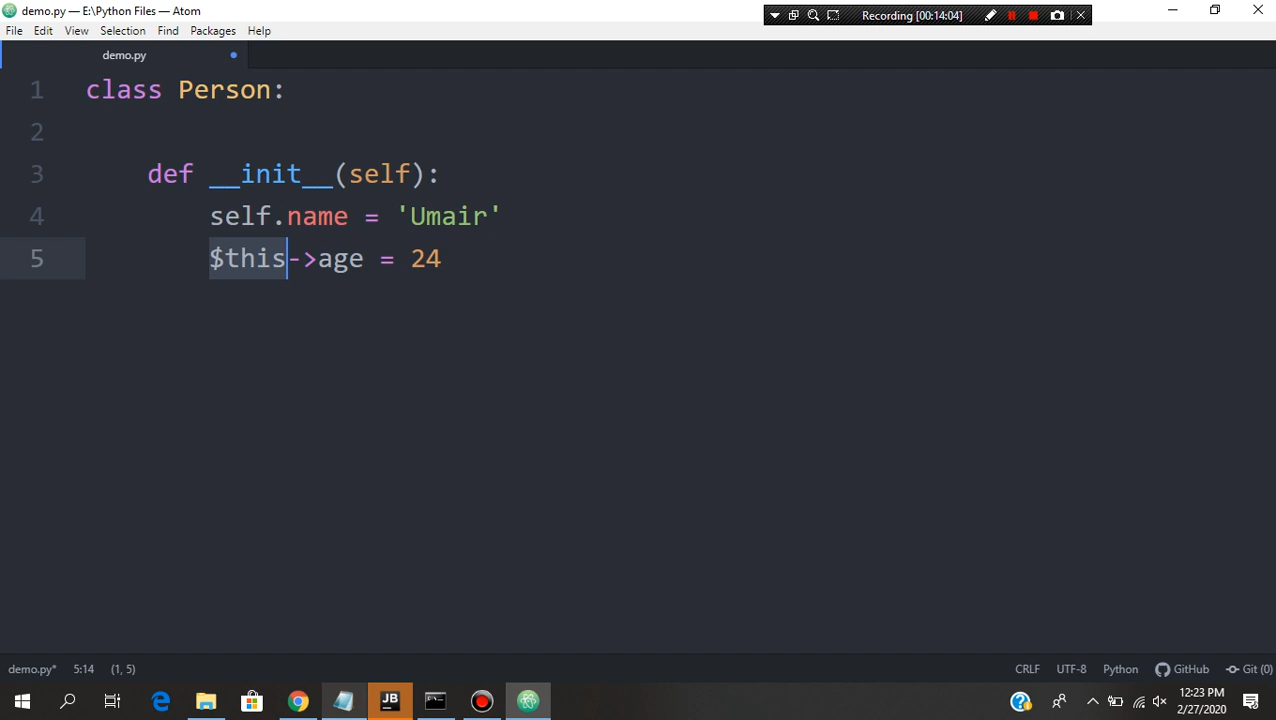 demo.py — E:\Python Files — Atom
Recording [00:14:04]
File Edit View Selection Find Packages Help
demo.py
1 class Person:
2
3     def __init__(self):
4         self.name = 'Umair'
5         $this->age = 24
demo.py* 5:14 (1, 5) CRLF UTF-8 Python GitHub Git (0)
JB
12:23 PM
2/27/2020